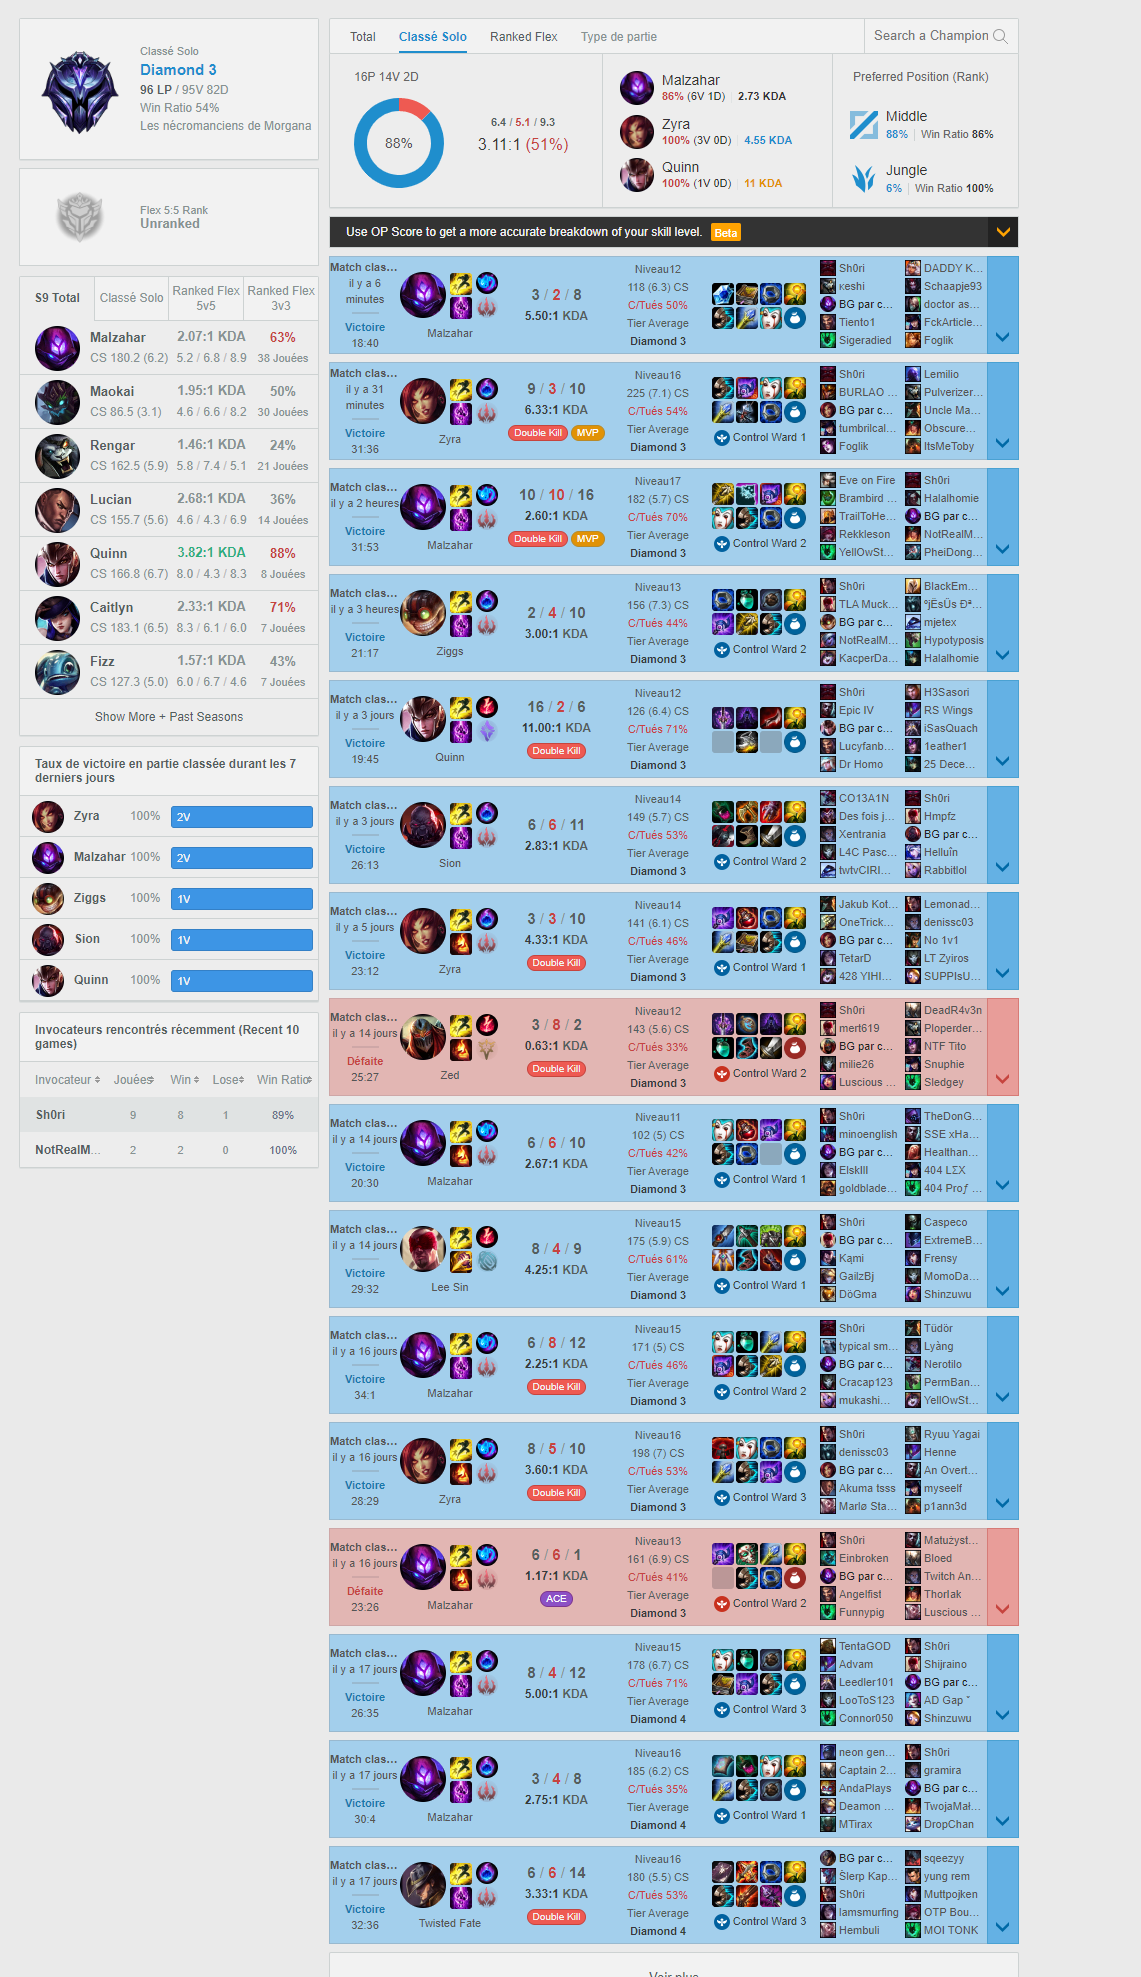 Classé Solo
Diamond 3
96 LP / 95V 82D
Win Ratio 54%
Les nécromanciens de Morgana
Flex 5:5 Rank
Unranked
S9 Total
Classé Solo
Ranked Flex 5v5
Ranked Flex 3v3
Malzahar 2.07:1 KDA 63%
CS 180.2 (6.2) 5.2 / 6.8 / 8.9 38 Jouées
Maokai 1.95:1 KDA 50%
CS 86.5 (3.1) 4.6 / 6.6 / 8.2 30 Jouées
Rengar 1.46:1 KDA 24%
CS 162.5 (5.9) 5.8 / 7.4 / 5.1 21 Jouées
Lucian 2.68:1 KDA 36%
CS 155.7 (5.6) 4.6 / 4.3 / 6.9 14 Jouées
Quinn 3.82:1 KDA 88%
CS 166.8 (6.7) 8.0 / 4.3 / 8.3 8 Jouées
Caitlyn 2.33:1 KDA 71%
CS 183.1 (6.5) 8.3 / 6.1 / 6.0 7 Jouées
Fizz 1.57:1 KDA 43%
CS 127.3 (5.0) 6.0 / 6.7 / 4.6 7 Jouées
Show More + Past Seasons
Taux de victoire en partie classée durant les 7
derniers jours
Zyra 100% 2V
Malzahar 100% 2V
Ziggs 100% 1V
Sion 100% 1V
Quinn 100% 1V
Invocateurs rencontrés récemment (Recent 10
games)
Invocateur Jouées Win Lose Win Ratio
Sh0ri 9 8 1 89%
NotRealM... 2 2 0 100%
Total Classé Solo Ranked Flex Type de partie Search a Champion
16P 14V 2D
88%
6.4 / 5.1 / 9.3
3.11:1 (51%)
Malzahar
86% (6V 1D) 2.73 KDA
Zyra
100% (3V 0D) 4.55 KDA
Quinn
100% (1V 0D) 11 KDA
Preferred Position (Rank)
Middle
88% Win Ratio 86%
Jungle
6% Win Ratio 100%
Use OP Score to get a more accurate breakdown of your skill level. Beta
Match clas...
il y a 6
minutes
Victoire
18:40
Malzahar
3 / 2 / 8
5.50:1 KDA
Niveau12
118 (6.3) CS
C/Tués 50%
Tier Average
Diamond 3
Sh0ri DADDY K...
кeshi Schaapje93
BG par c... doctor as...
Tiento1 FckArticle...
Sigeradied Foglik
Match clas...
il y a 31
minutes
Victoire
31:36
Zyra
9 / 3 / 10
6.33:1 KDA
Double Kill MVP
Niveau16
225 (7.1) CS
C/Tués 54%
Tier Average
Diamond 3
Control Ward 1
Sh0ri Lemilio
BURLAO ... Pulverizer...
BG par c... Uncle Ma...
tumbrilcal... Obscure...
Foglik ItsMeToby
Match clas...
il y a 2 heures
Victoire
31:53
Malzahar
10 / 10 / 16
2.60:1 KDA
Double Kill MVP
Niveau17
182 (5.7) CS
C/Tués 70%
Tier Average
Diamond 3
Control Ward 2
Eve on Fire Sh0ri
Brambird ... Halalhomie
TrailToHe... BG par c...
Rekkleson NotRealM...
YellOwSt... PheiDong...
Match clas...
il y a 3 heures
Victoire
21:17
Ziggs
2 / 4 / 10
3.00:1 KDA
Niveau13
156 (7.3) CS
C/Tués 44%
Tier Average
Diamond 3
Control Ward 2
Sh0ri BlackEm...
TLA Muck... °jËsÙs Ðª...
BG par c... mjetex
NotRealM... Hypotyposis
KacperDa... Halalhomie
Match clas...
il y a 3 jours
Victoire
19:45
Quinn
16 / 2 / 6
11.00:1 KDA
Double Kill
Niveau12
126 (6.4) CS
C/Tués 71%
Tier Average
Diamond 3
Sh0ri H3Sasori
Epic IV RS Wings
BG par c... iSasQuach
Lucyfanb... 1eather1
Dr Homo 25 Dece...
Match clas...
il y a 3 jours
Victoire
26:13
Sion
6 / 6 / 11
2.83:1 KDA
Niveau14
149 (5.7) CS
C/Tués 53%
Tier Average
Diamond 3
Control Ward 2
CO13A1N Sh0ri
Des fois j... Hmpfz
Xentrania BG par c...
L4C Pasc... Helluîn
twtvCIRI... Rabbitlol
Match clas...
il y a 5 jours
Victoire
23:12
Zyra
3 / 3 / 10
4.33:1 KDA
Double Kill
Niveau14
141 (6.1) CS
C/Tués 46%
Tier Average
Diamond 3
Control Ward 1
Jakub Kot... Lemonad...
OneTrick... denissc03
BG par c... No 1v1
TetarD LT Zyiros
428 YIHI... SUPPIsU...
Match clas...
il y a 14 jours
Défaite
25:27
Zed
3 / 8 / 2
0.63:1 KDA
Double Kill
Niveau12
143 (5.6) CS
C/Tués 33%
Tier Average
Diamond 3
Control Ward 2
Sh0ri DeadR4v3n
mert619 Ploperder...
BG par c... NTF Tito
milie26 Snuphie
Luscious ... Sledgey
Match clas...
il y a 14 jours
Victoire
20:30
Malzahar
6 / 6 / 10
2.67:1 KDA
Niveau11
102 (5) CS
C/Tués 42%
Tier Average
Diamond 3
Control Ward 1
Sh0ri TheDonG...
minoenglish SSE xHa...
BG par c... Healthan...
Elsklll 404 LΣX
goldblade... 404 Proƒ ...
Match clas...
il y a 14 jours
Victoire
29:32
Lee Sin
8 / 4 / 9
4.25:1 KDA
Niveau15
175 (5.9) CS
C/Tués 61%
Tier Average
Diamond 3
Control Ward 1
Sh0ri Caspeco
BG par c... ExtremeB...
Kąmi Frensy
GailzBj MomoDa...
DòGma Shinzuwu
Match clas...
il y a 16 jours
Victoire
34:1
Malzahar
6 / 8 / 12
2.25:1 KDA
Double Kill
Niveau15
171 (5) CS
C/Tués 46%
Tier Average
Diamond 3
Control Ward 2
Sh0ri Tüdör
typical sm... Lyàng
BG par c... Nerotilo
Cracap123 PermBan...
mukashi... YellOwSt...
Match clas...
il y a 16 jours
Victoire
28:29
Zyra
8 / 5 / 10
3.60:1 KDA
Double Kill
Niveau16
198 (7) CS
C/Tués 53%
Tier Average
Diamond 3
Control Ward 3
Sh0ri Ryuu Yagai
denissc03 Henne
BG par c... An Overt...
Akuma tsss myseelf
Marlø Sta... p1ann3d
Match clas...
il y a 16 jours
Défaite
23:26
Malzahar
6 / 6 / 1
1.17:1 KDA
ACE
Niveau13
161 (6.9) CS
C/Tués 41%
Tier Average
Diamond 3
Control Ward 2
Sh0ri Matużyst...
Einbroken Bloed
BG par c... Twitch An...
Angelfist Thorlak
Funnypig Luscious ...
Match clas...
il y a 17 jours
Victoire
26:35
Malzahar
8 / 4 / 12
5.00:1 KDA
Niveau15
178 (6.7) CS
C/Tués 71%
Tier Average
Diamond 4
Control Ward 3
TentaGOD Sh0ri
Advam Shijraino
Leedler101 BG par c...
LooToS123 AD Gap ˇ
Connor050 Shinzuwu
Match clas...
il y a 17 jours
Victoire
30:4
Malzahar
3 / 4 / 8
2.75:1 KDA
Niveau16
185 (6.2) CS
C/Tués 35%
Tier Average
Diamond 4
Control Ward 1
neon gen... Sh0ri
Captain 2... gramira
AndaPlays BG par c...
Deamon ... TwojaMał...
MTirax DropChan
Match clas...
il y a 17 jours
Victoire
32:36
Twisted Fate
6 / 6 / 14
3.33:1 KDA
Double Kill
Niveau16
180 (5.5) CS
C/Tués 53%
Tier Average
Diamond 4
Control Ward 3
BG par c... sqeezyy
Šlerp Kap... yung rem
Sh0ri Muttpojken
Iamsmurfing OTP Bou...
Hembuli MOI TONK
Voir plus